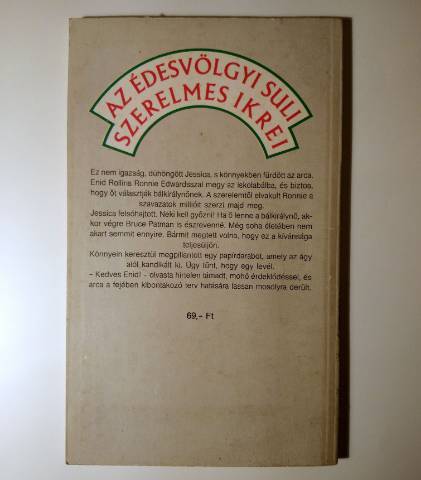 AZ ÉDESVÖLGYI SULI
SZERELMES IKREI
Ez nem igazság, dühöngött Jessica, s könnyekben fürdött az arca.
Enid Rollins Ronnie Edwardsszal megy az iskolabálba, és biztos,
hogy őt választják bálkirálynőnek. A szerelemtől elvakult Ronnie a
szavazatok millióit szerzi majd meg.
Jessica felsóhajtott. Neki kell győzni! Ha ő lenne a bálkirálynő, ak-
kor végre Bruce Patman is észrevenné. Még soha életében nem
akart semmit ennyire. Bármit megtett volna, hogy ez a kívánsága
teljesüljön.
Könnyein keresztül megpillantott egy papírdarabot, amely az ágy
alól kandikált ki. Úgy tűnt, hogy egy levél.
– Kedves Enid! - olvasta hirtelen támadt, mohó érdeklődéssel, és
arca a fejében kibontakozó terv hatására lassan mosolyra derült.
69,– Ft